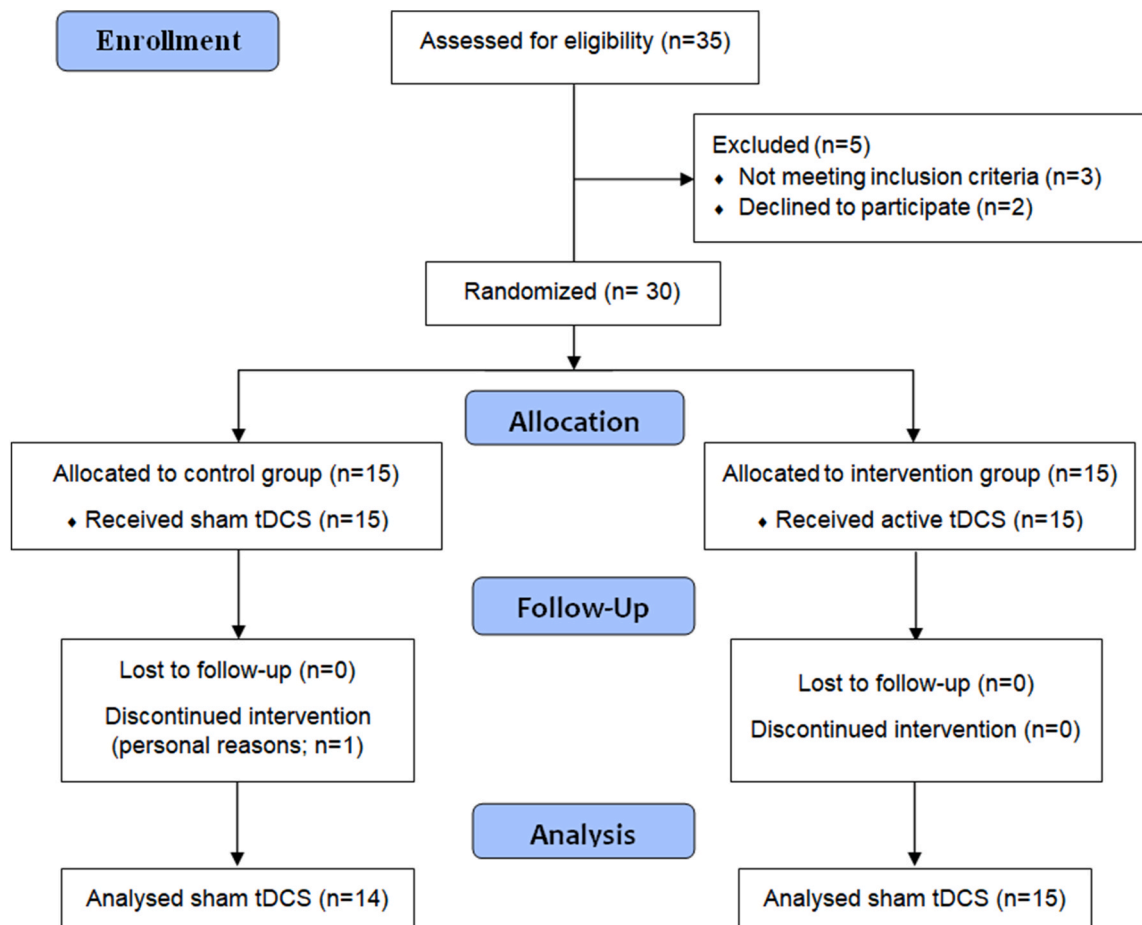 Enrollment
Assessed for eligibility (n=35)
Excluded (n=5)
♦ Not meeting inclusion criteria (n=3)
♦ Declined to participate (n=2)
Randomized (n= 30)
Allocation
Allocated to control group (n=15)
♦ Received sham tDCS (n=15)
Allocated to intervention group (n=15)
♦ Received active tDCS (n=15)
Follow-Up
Lost to follow-up (n=0)
Discontinued intervention
(personal reasons; n=1)
Lost to follow-up (n=0)
Discontinued intervention (n=0)
Analysis
Analysed sham tDCS (n=14)
Analysed sham tDCS (n=15)